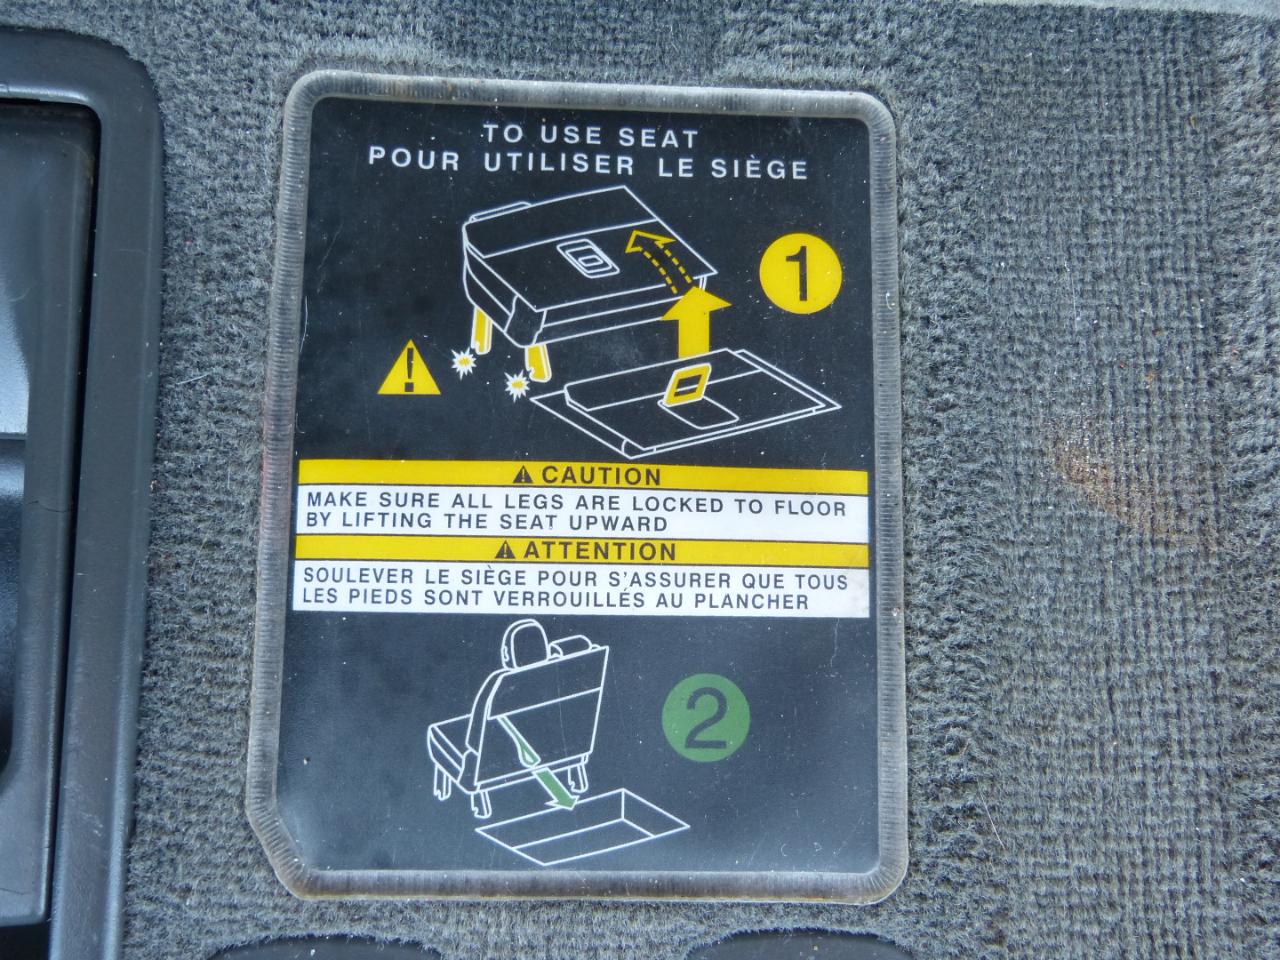 TO USE SEAT
POUR UTILISER LE SIÈGE
1
CAUTION
MAKE SURE ALL LEGS ARE LOCKED TO FLOOR
BY LIFTING THE SEAT UPWARD
ATTENTION
SOULEVER LE SIÈGE POUR S'ASSURER QUE TOUS
LES PIEDS SONT VERROUILLÉS AU PLANCHER
2